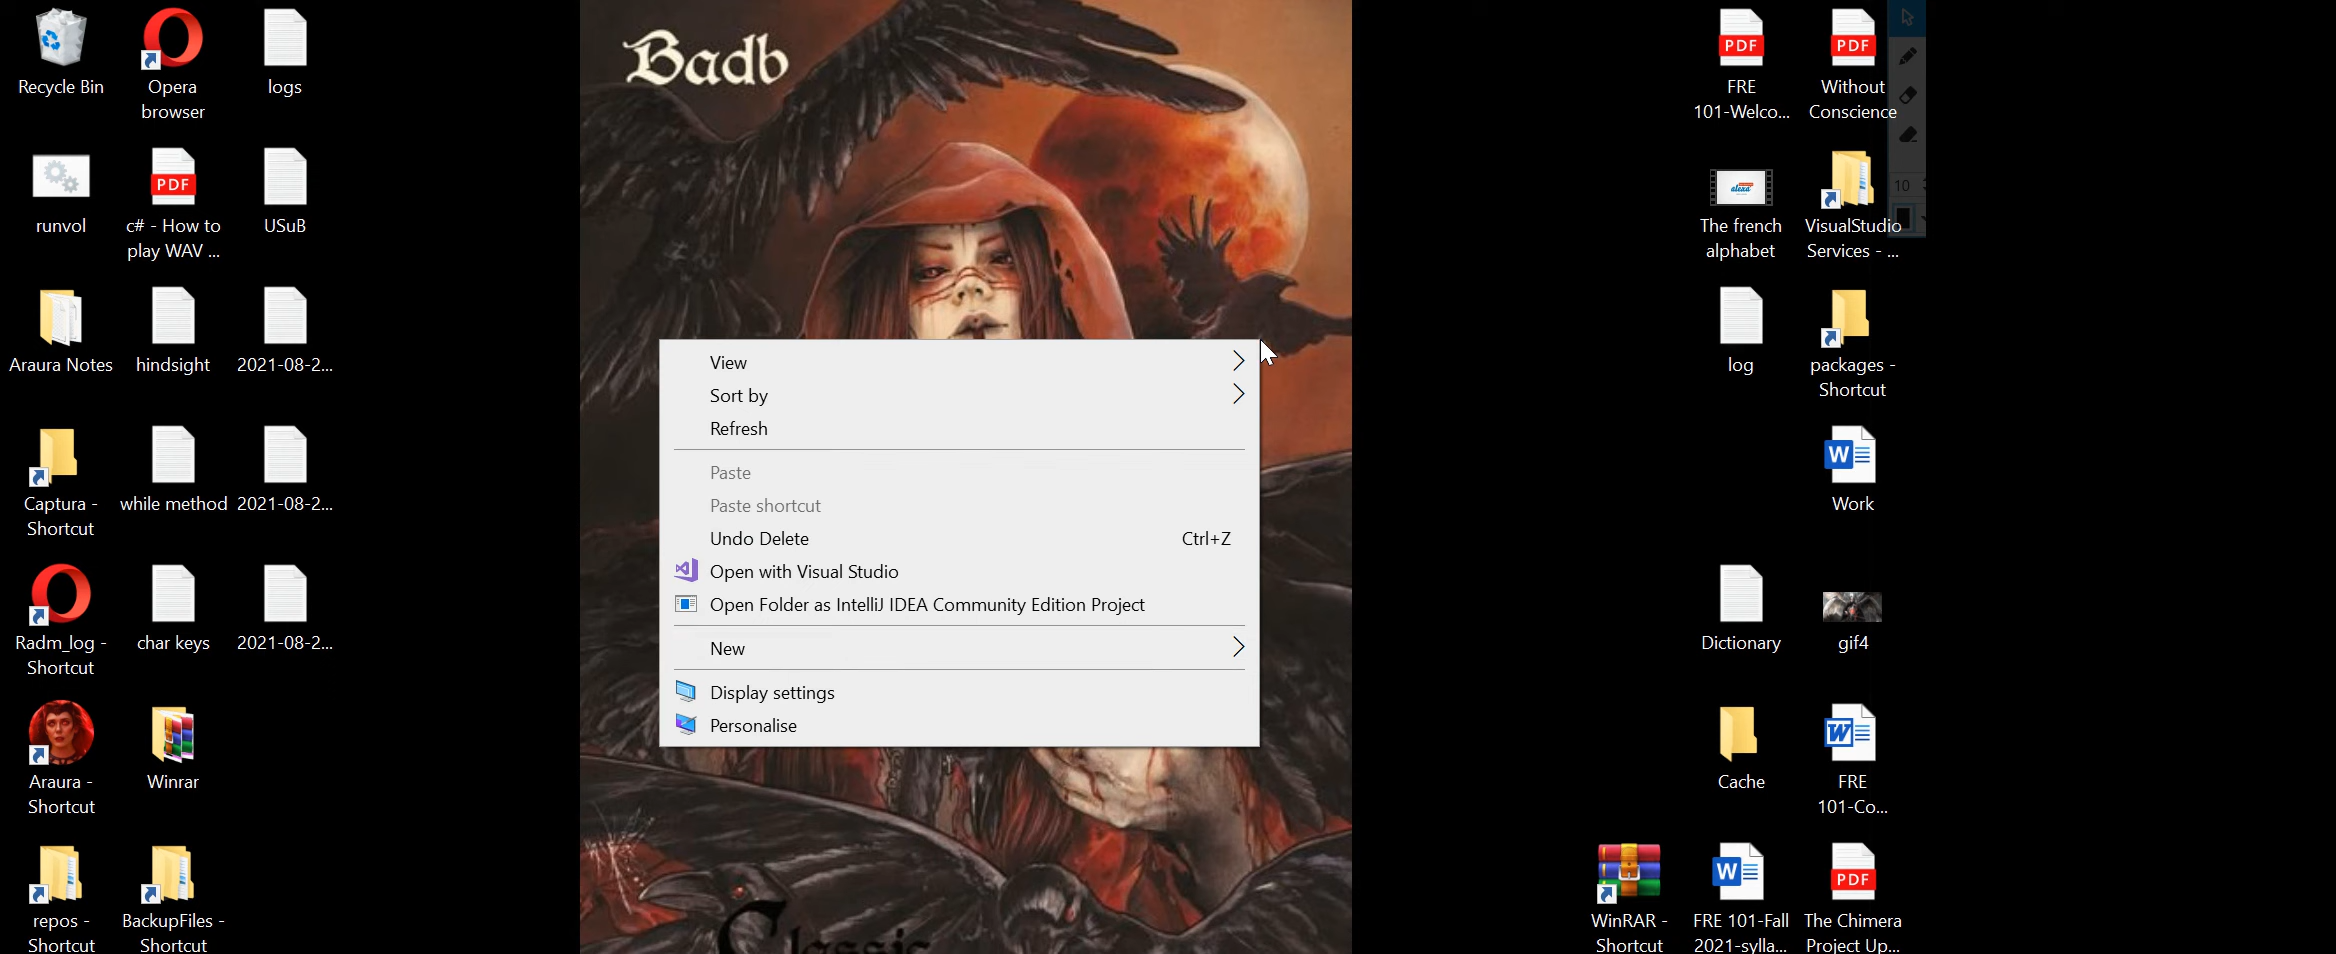 Recycle Bin
Opera
browser
logs
runvol
PDF
c# - How to
play WAV ...
USuB
Araura Notes
hindsight
2021-08-2...
Captura -
Shortcut
while method
2021-08-2...
Radm_log -
Shortcut
char keys
2021-08-2...
Araura -
Shortcut
Winrar
repos -
Shortcut
BackupFiles -
Shortcut
Badb
View
Sort by
Refresh
Paste
Paste shortcut
Undo Delete Ctrl+Z
Open with Visual Studio
Open Folder as IntelliJ IDEA Community Edition Project
New
Display settings
Personalise
Classic
PDF
FRE
101-Welco...
PDF
Without
Conscience
alexa
The french
alphabet
VisualStudio
Services - ...
10
log
packages -
Shortcut
W
Work
Dictionary
gif4
Cache
W
FRE
101-Co...
WinRAR -
Shortcut
W
FRE 101-Fall
2021-sylla...
PDF
The Chimera
Project Up...